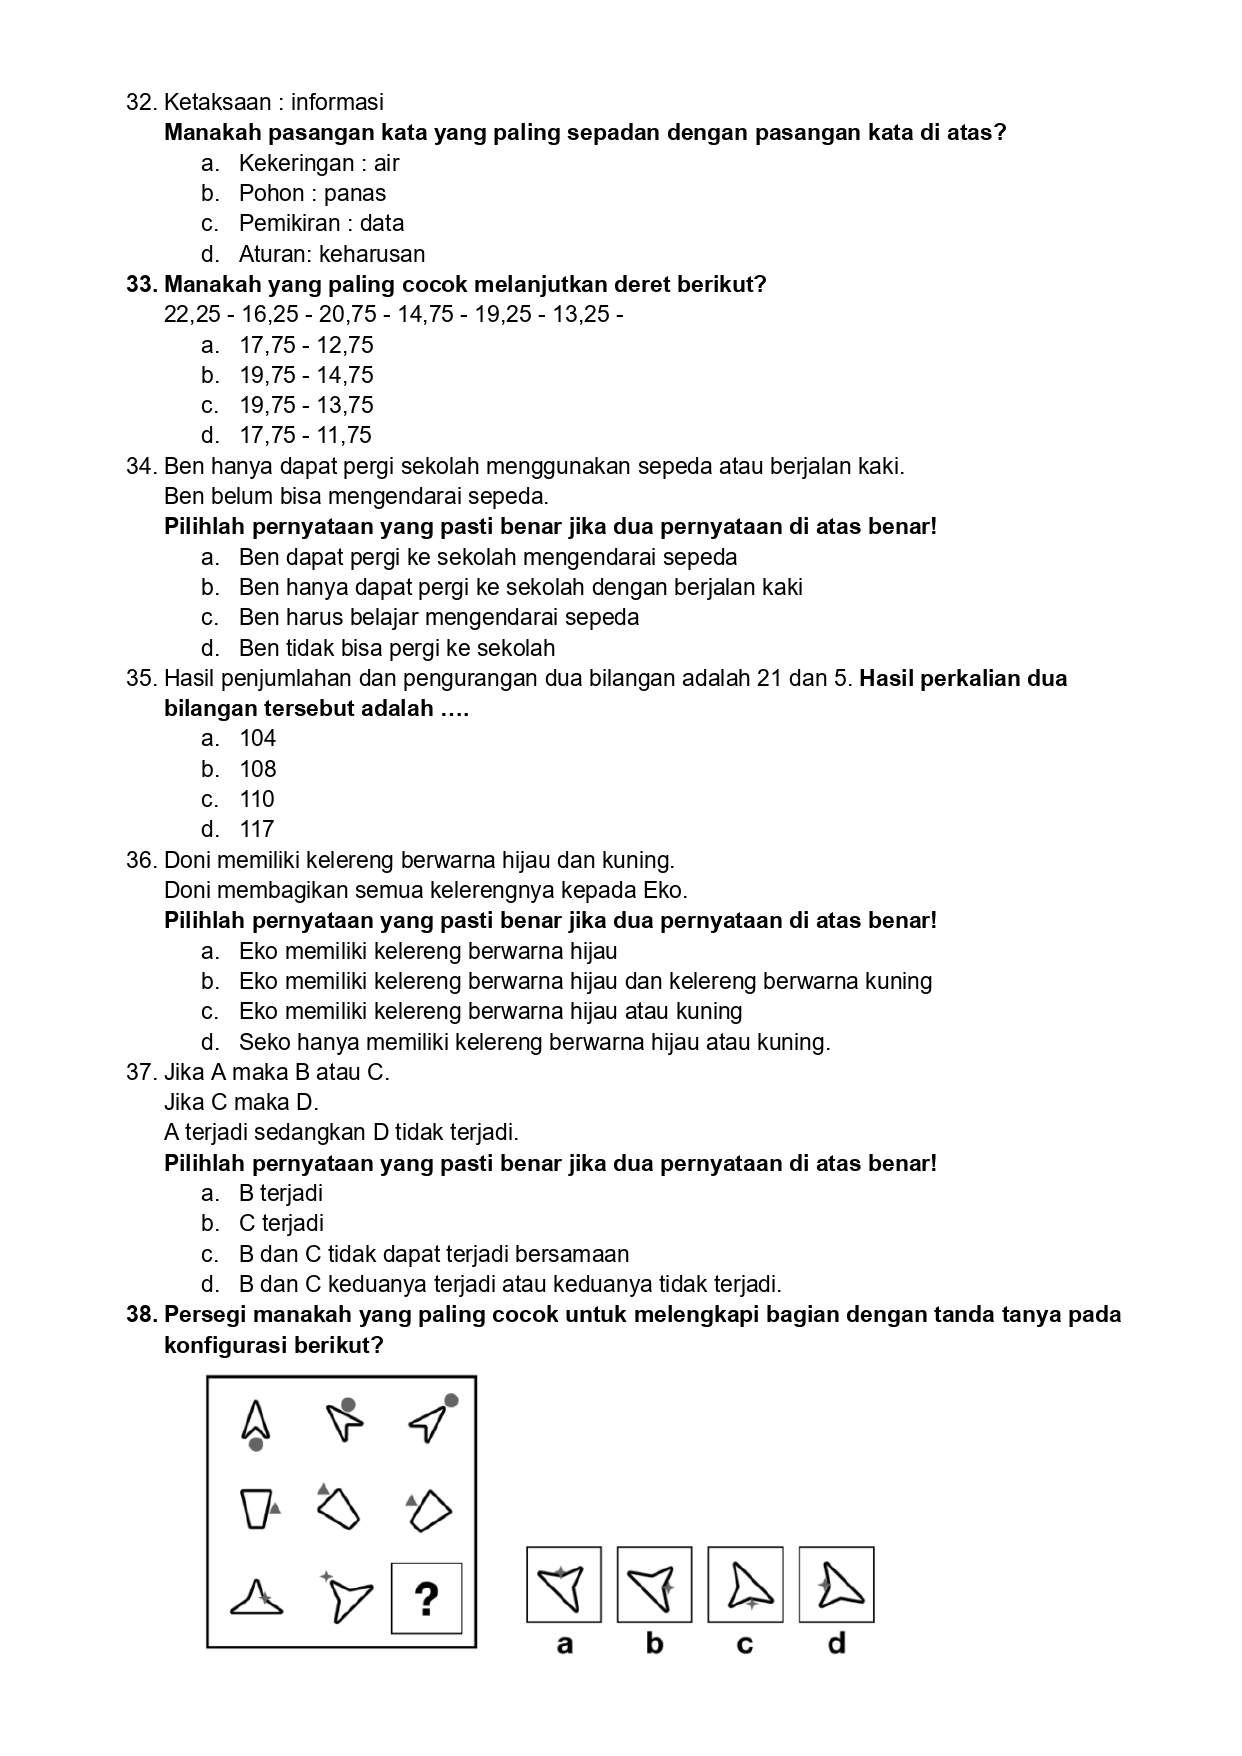 32. Ketaksaan : informasi
Manakah pasangan kata yang paling sepadan dengan pasangan kata di atas?
a. Kekeringan : air
b. Pohon : panas
c. Pemikiran : data
d. Aturan: keharusan
33. Manakah yang paling cocok melanjutkan deret berikut?
22,25 - 16,25 - 20,75 - 14,75 - 19,25 - 13,25 -
a. 17,75 - 12,75
b. 19,75 - 14,75
c. 19,75 - 13,75
d. 17,75 - 11,75
34. Ben hanya dapat pergi sekolah menggunakan sepeda atau berjalan kaki.
Ben belum bisa mengendarai sepeda.
Pilihlah pernyataan yang pasti benar jika dua pernyataan di atas benar!
a. Ben dapat pergi ke sekolah mengendarai sepeda
b. Ben hanya dapat pergi ke sekolah dengan berjalan kaki
c. Ben harus belajar mengendarai sepeda
d. Ben tidak bisa pergi ke sekolah
35. Hasil penjumlahan dan pengurangan dua bilangan adalah 21 dan 5. Hasil perkalian dua
bilangan tersebut adalah ….
a. 104
b. 108
c. 110
d. 117
36. Doni memiliki kelereng berwarna hijau dan kuning.
Doni membagikan semua kelerengnya kepada Eko.
Pilihlah pernyataan yang pasti benar jika dua pernyataan di atas benar!
a. Eko memiliki kelereng berwarna hijau
b. Eko memiliki kelereng berwarna hijau dan kelereng berwarna kuning
c. Eko memiliki kelereng berwarna hijau atau kuning
d. Seko hanya memiliki kelereng berwarna hijau atau kuning.
37. Jika A maka B atau C.
Jika C maka D.
A terjadi sedangkan D tidak terjadi.
Pilihlah pernyataan yang pasti benar jika dua pernyataan di atas benar!
a. B terjadi
b. C terjadi
c. B dan C tidak dapat terjadi bersamaan
d. B dan C keduanya terjadi atau keduanya tidak terjadi.
38. Persegi manakah yang paling cocok untuk melengkapi bagian dengan tanda tanya pada
konfigurasi berikut?
?
a b c d